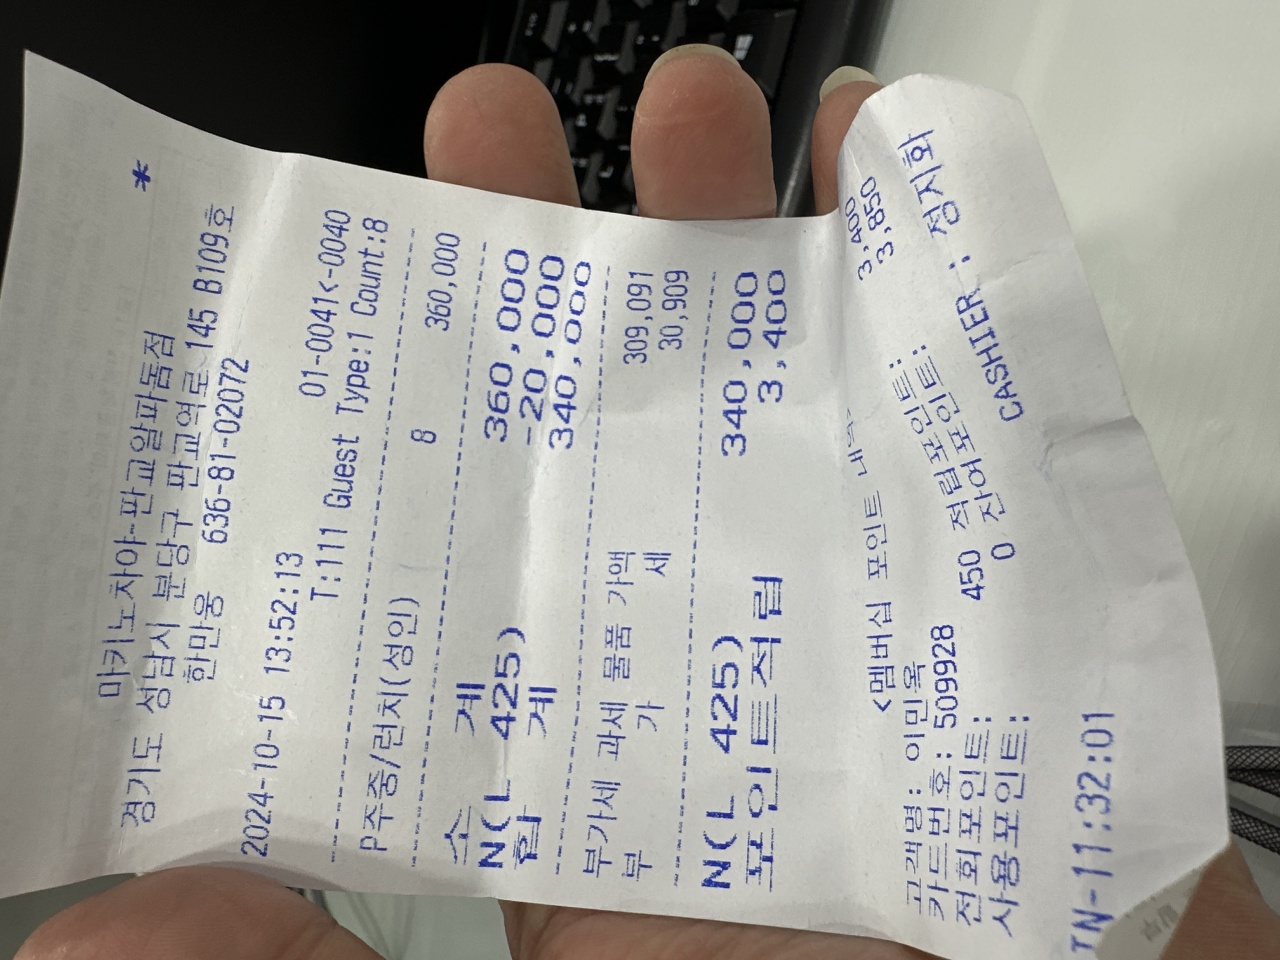 *
마키노차야-판교알파돔점
경기도 성남시 분당구 판교역로 145 B109호
한만웅 636-81-02072
2024-10-15 13:52:13 01-0041<-0040
T:111 Guest Type:1 Count:8
P주중/런치(성인) 8 360,000
소 계 360,000
N(L 425) -20,000
합 계 340,000
부가세 과세 물품 가액 309,091
부 가 세 30,909
N(L 425) 340,000
포인트적립 3,400
<멤버십 포인트 내역>
고객명: 이민옥
카드번호: 509928
전회포인트: 450 적립포인트: 3,400
사용포인트: 0 잔여포인트: 3,850
CASHIER : 정지화
IN-11:32:01